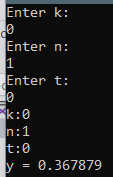 Enter k:
0
Enter n:
1
Enter t:
0
k:0
n:1
t:0
y = 0.367879